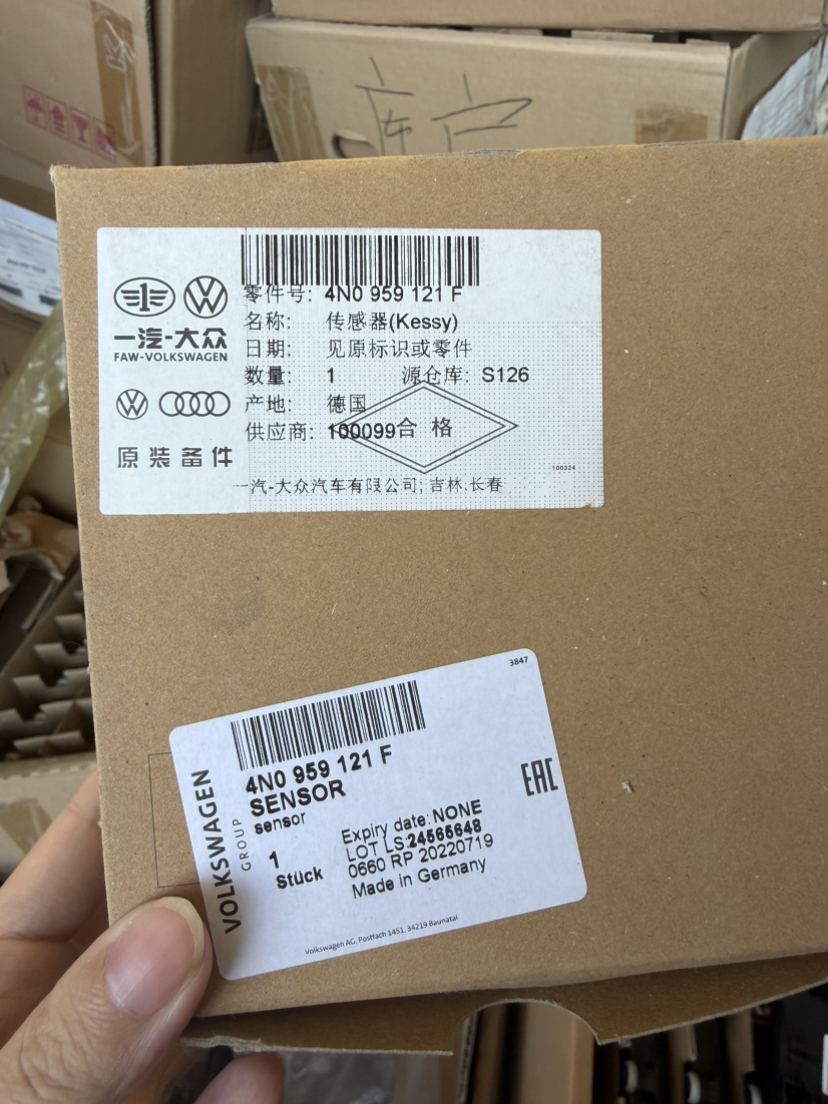 零件号: 4N0 959 121 F
名称: 传感器(Kessy)
日期: 见原标识或零件
数量: 1 源仓库: S126
产地: 德国
供应商: 100099
合格
一汽-大众
FAW-VOLKSWAGEN
原装备件
100324
一汽-大众汽车有限公司; 吉林.长春
3847
4N0 959 121 F
SENSOR
sensor
EAC
1
Stück
Expiry date: NONE
LOT LS:24565648
0660 RP 20220719
Made in Germany
VOLKSWAGEN
GROUP
Volkswagen AG, Postfach 1451, 34219 Baunatal